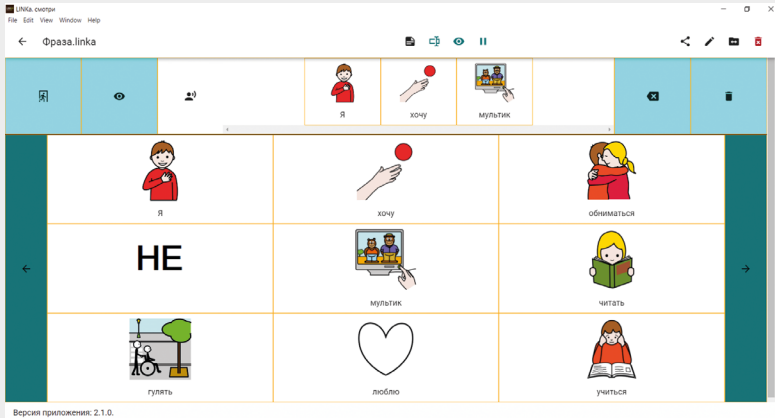 LINKa. смотри
File Edit View Window Help
Фраза.linka
Я хочу мультик
Я хочу обниматься
НЕ мультик читать
гулять люблю учиться
Версия приложения: 2.1.0.